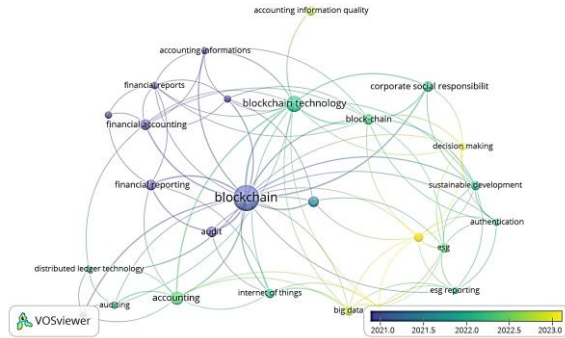 accounting information quality
accounting informations
financial reports
corporate social responsibilit
blockchain technology
block-chain
financial accounting
decision making
financial reporting
sustainable development
blockchain
authentication
audit
esg
distributed ledger technology
accounting
internet of things
esg reporting
auditing
big data
VOSviewer
2021.0 2021.5 2022.0 2022.5 2023.0